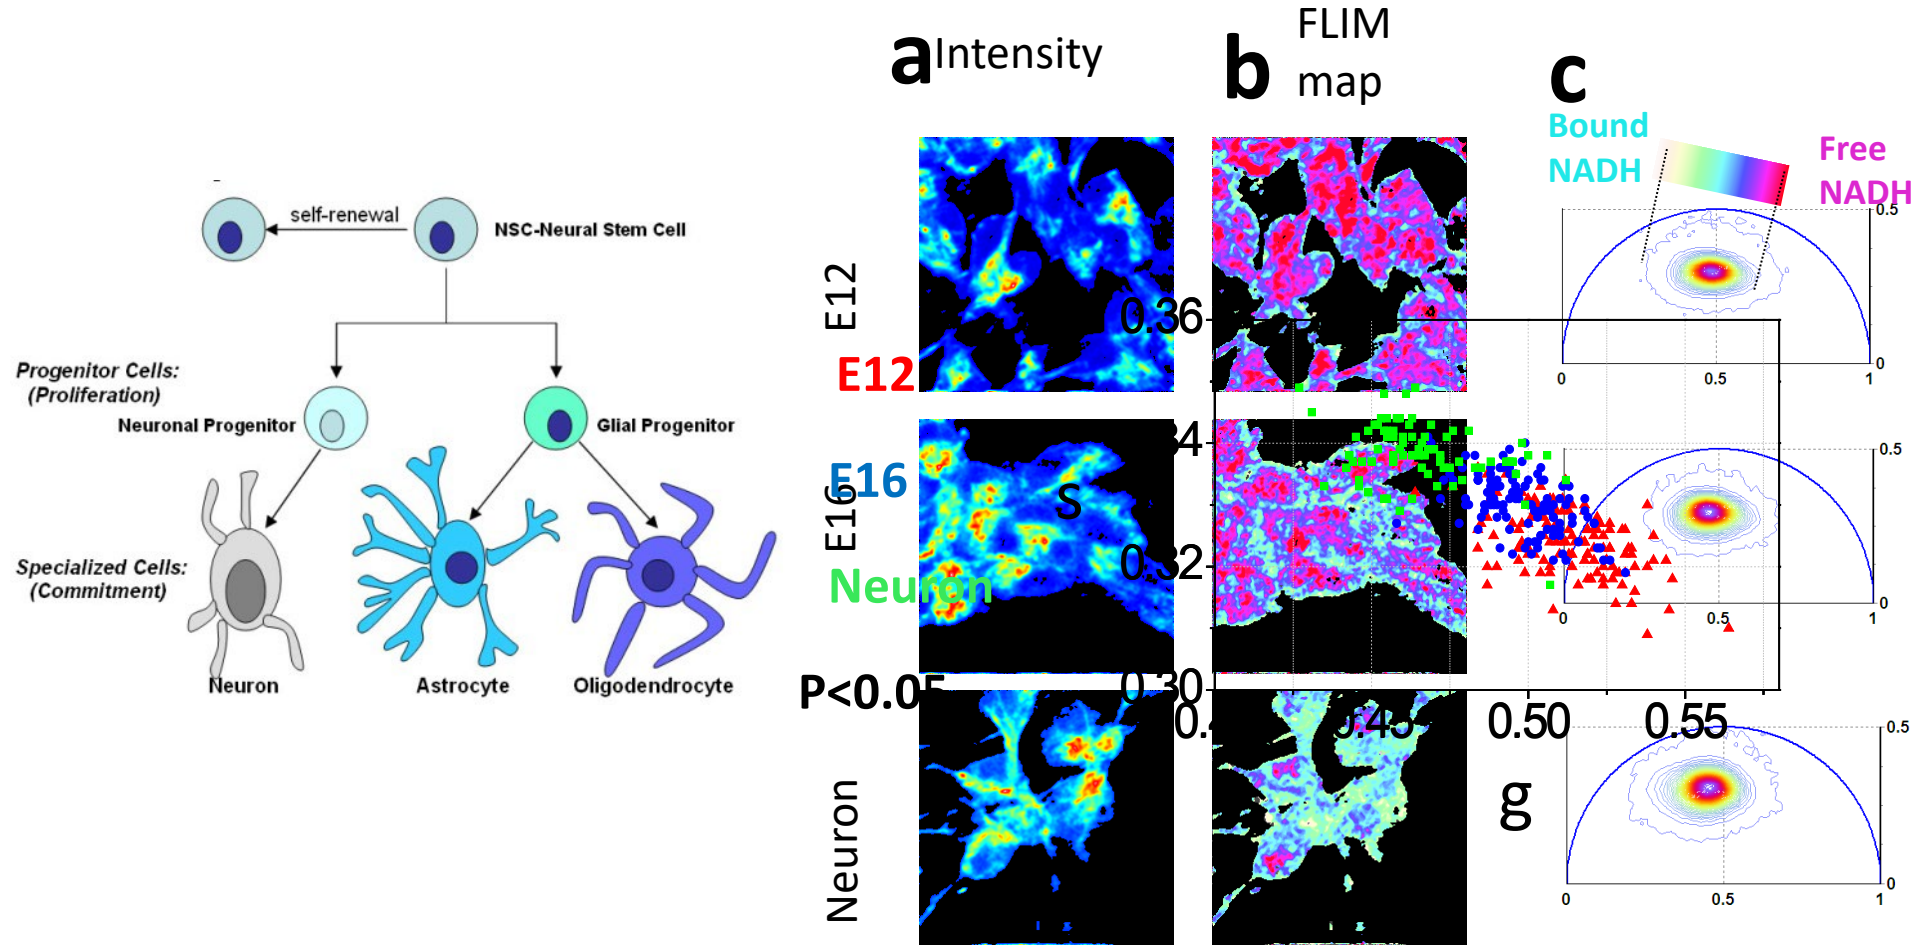 self-renewal
NSC-Neural Stem Cell
Progenitor Cells:
(Proliferation)
Neuronal Progenitor
Glial Progenitor
Specialized Cells:
(Commitment)
Neuron
Astrocyte
Oligodendrocyte
a Intensity
b FLIM
map
c
Bound
NADH
Free
NADH
E12
E12
E16
E16
Neuron
P<0.05
Neuron
S
g
0.36
0.32
0.30
0.45
0.50
0.55
0.5
0
0
0.5
1
0.5
0
0
0.5
1
0.5
0
0
0.5
1